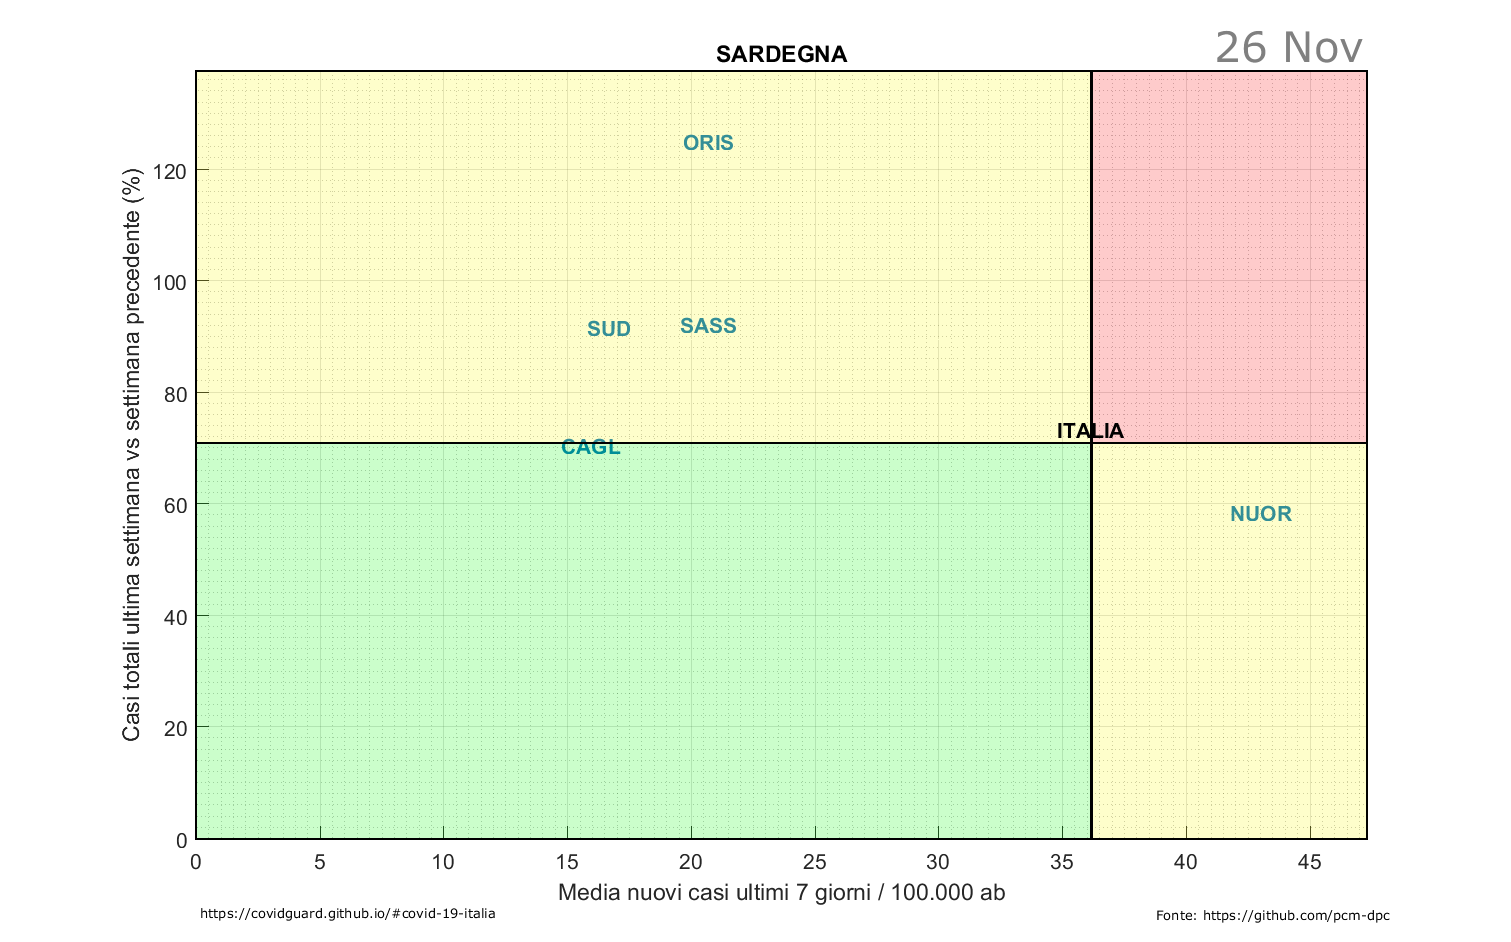 26 Nov
SARDEGNA
ORIS
120
100
SUD
SASS
80
ITALIA
CAGL
60
NUOR
40
20
0
Casi totali ultima settimana vs settimana precedente (%)
0 5 10 15 20 25 30 35 40 45
Media nuovi casi ultimi 7 giorni / 100.000 ab
https://covidguard.github.io/#covid-19-italia
Fonte: https://github.com/pcm-dpc